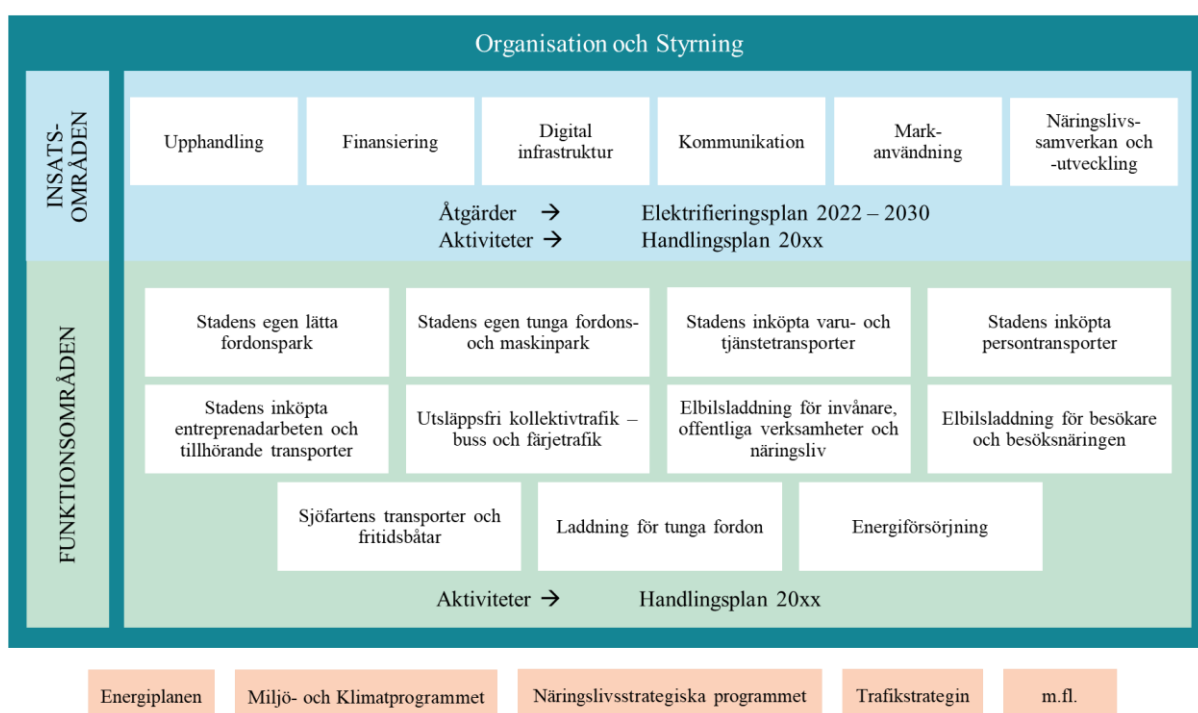 Organisation och Styrning
INSATS-
OMRÅDEN
Upphandling
Finansiering
Digital
infrastruktur
Kommunikation
Mark-
användning
Näringslivs-
samverkan och
-utveckling
Åtgärder → Elektrifieringsplan 2022 – 2030
Aktiviteter → Handlingsplan 20xx
FUNKTIONSOMRÅDEN
Stadens egen lätta
fordonspark
Stadens egen tunga fordons-
och maskinpark
Stadens inköpta varu- och
tjänstetransporter
Stadens inköpta
persontransporter
Stadens inköpta
entreprenadarbeten och
tillhörande transporter
Utsläppsfri kollektivtrafik –
buss och färjetrafik
Elbilsladdning för invånare,
offentliga verksamheter och
näringsliv
Elbilsladdning för besökare
och besöksnäringen
Sjöfartens transporter och
fritidsbåtar
Laddning för tunga fordon
Energiförsörjning
Aktiviteter → Handlingsplan 20xx
Energiplanen
Miljö- och Klimatprogrammet
Näringslivsstrategiska programmet
Trafikstrategin
m.fl.